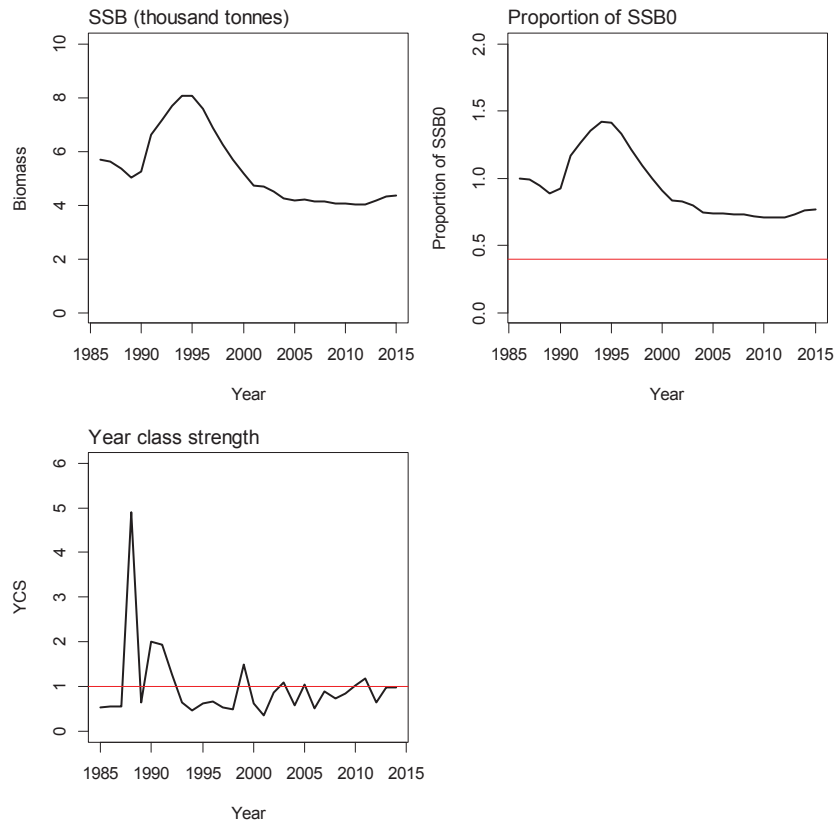 SSB (thousand tonnes)
Biomass
10
8
6
4
2
0
1985 1990 1995 2000 2005 2010 2015
Year
Proportion of SSB0
Proportion of SSB0
2.0
1.5
1.0
0.5
0.0
1985 1990 1995 2000 2005 2010 2015
Year
Year class strength
YCS
6
5
4
3
2
1
0
1985 1990 1995 2000 2005 2010 2015
Year